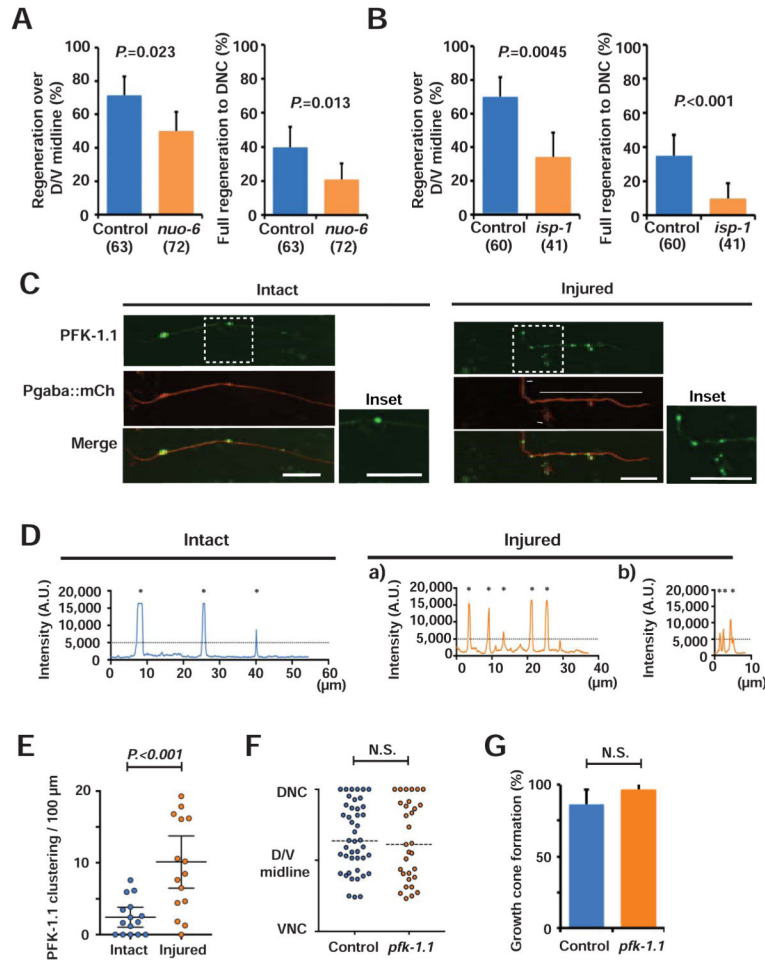 A
Regeneration over
D/V midline (%)
100
80
60
40
20
0
P.=0.023
Control
(63)
nuo-6
(72)
Full regeneration to DNC (%)
100
80
60
40
20
0
P.=0.013
Control
(63)
nuo-6
(72)
B
Regeneration over
D/V midline (%)
100
80
60
40
20
0
P.=0.0045
Control
(60)
isp-1
(41)
Full regeneration to DNC (%)
100
80
60
40
20
0
P.<0.001
Control
(60)
isp-1
(41)
C
Intact
Injured
PFK-1.1
Pgaba::mCh
Merge
Inset
Inset
D
Intact
Intensity (A.U.)
20,000
15,000
10,000
5,000
0
* * *
0 10 20 30 40 50 60
(µm)
Injured
a)
Intensity (A.U.)
20,000
15,000
10,000
5,000
0
* * * * *
0 10 20 30 40
(µm)
b)
Intensity (A.U.)
20,000
15,000
10,000
5,000
0
** *
0 10
(µm)
E
PFK-1.1 clustering / 100 µm
20
10
0
P.<0.001
Intact
Injured
F
N.S.
DNC
D/V
midline
VNC
Control
pfk-1.1
G
Growth cone formation (%)
N.S.
100
75
50
0
Control
pfk-1.1